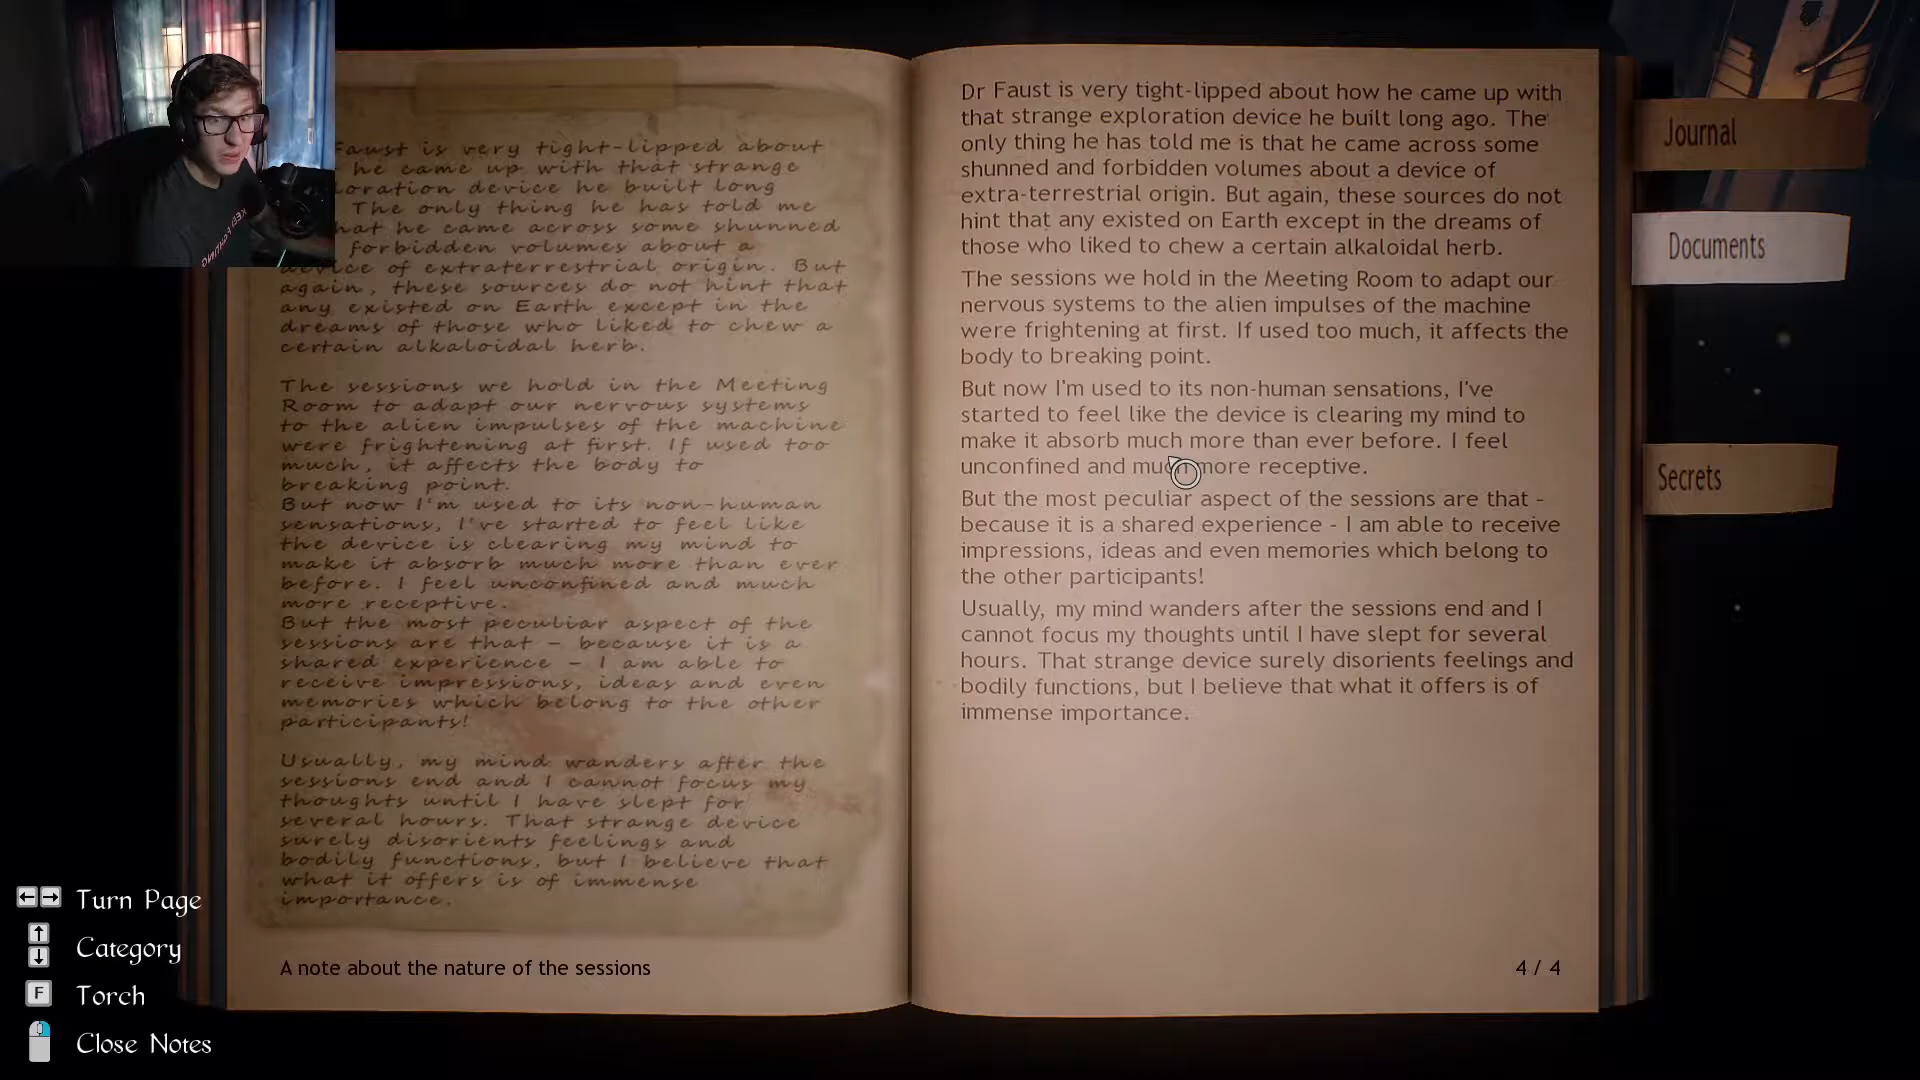 Faust is very tight-lipped about
he came up with that strange
oration device he built long
The only thing he has told me
hat he came across some shunned
forbidden volumes about a
device of extraterrestrial origin. But
again, these sources do not hint that
any existed on Earth except in the
dreams of those who liked to chew a
certain alkaloidal herb.
The sessions we hold in the Meeting
Room to adapt our nervous systems
to the alien impulses of the machine
were frightening at first. If used too
much, it affects the body to
breaking point.
But now I'm used to its non-human
sensations, I've started to feel like
the device is clearing my mind to
make it absorb much more than ever
before. I feel unconfined and much
more receptive.
But the most peculiar aspect of the
sessions are that - because it is a
shared experience - I am able to
receive impressions, ideas and even
memories which belong to the other
participants!
Usually, my mind wanders after the
sessions end and I cannot focus my
thoughts until I have slept for
several hours. That strange device
surely disorients feelings and
bodily functions, but I believe that
what it offers is of immense
importance.
A note about the nature of the sessions
Dr Faust is very tight-lipped about how he came up with
that strange exploration device he built long ago. The
only thing he has told me is that he came across some
shunned and forbidden volumes about a device of
extra-terrestrial origin. But again, these sources do not
hint that any existed on Earth except in the dreams of
those who liked to chew a certain alkaloidal herb.
The sessions we hold in the Meeting Room to adapt our
nervous systems to the alien impulses of the machine
were frightening at first. If used too much, it affects the
body to breaking point.
But now I'm used to its non-human sensations, I've
started to feel like the device is clearing my mind to
make it absorb much more than ever before. I feel
unconfined and much more receptive.
But the most peculiar aspect of the sessions are that -
because it is a shared experience - I am able to receive
impressions, ideas and even memories which belong to
the other participants!
Usually, my mind wanders after the sessions end and I
cannot focus my thoughts until I have slept for several
hours. That strange device surely disorients feelings and
bodily functions, but I believe that what it offers is of
immense importance.
4 / 4
Journal
Documents
Secrets
Turn Page
Category
F Torch
Close Notes